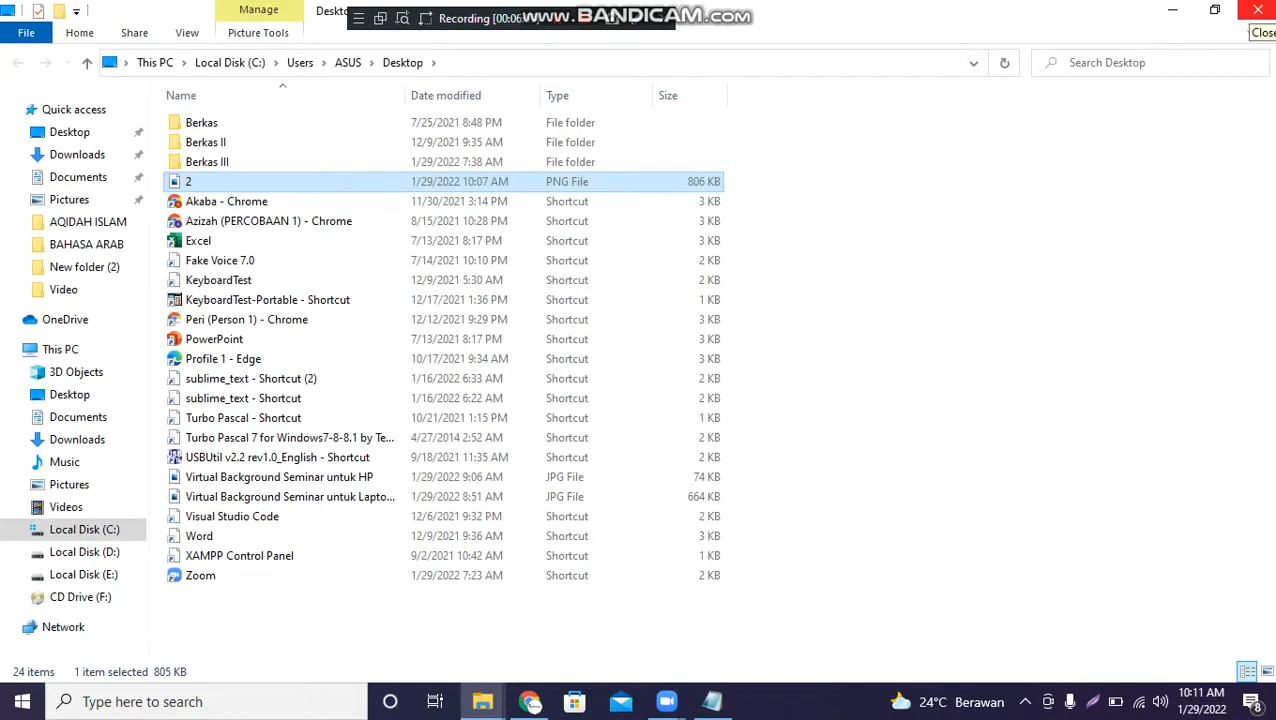 Manage
Recording [00:06:
www.BANDICAM.com
File
Home
Share
View
Picture Tools
Close
This PC
Local Disk (C:)
Users
ASUS
Desktop
Search Desktop
Name
Date modified
Type
Size
Quick access
Desktop
Downloads
Documents
Pictures
AQIDAH ISLAM
BAHASA ARAB
New folder (2)
Video
OneDrive
This PC
3D Objects
Desktop
Documents
Downloads
Music
Pictures
Videos
Local Disk (C:)
Local Disk (D:)
Local Disk (E:)
CD Drive (F:)
Network
Berkas 7/25/2021 8:48 PM File folder
Berkas II 12/9/2021 9:35 AM File folder
Berkas III 1/29/2022 7:38 AM File folder
2 1/29/2022 10:07 AM PNG File 806 KB
Akaba - Chrome 11/30/2021 3:14 PM Shortcut 3 KB
Azizah (PERCOBAAN 1) - Chrome 8/15/2021 10:28 PM Shortcut 3 KB
Excel 7/13/2021 8:17 PM Shortcut 3 KB
Fake Voice 7.0 7/14/2021 10:10 PM Shortcut 2 KB
KeyboardTest 12/9/2021 5:30 AM Shortcut 2 KB
KeyboardTest-Portable - Shortcut 12/17/2021 1:36 PM Shortcut 1 KB
Peri (Person 1) - Chrome 12/12/2021 9:29 PM Shortcut 3 KB
PowerPoint 7/13/2021 8:17 PM Shortcut 3 KB
Profile 1 - Edge 10/17/2021 9:34 AM Shortcut 3 KB
sublime_text - Shortcut (2) 1/16/2022 6:33 AM Shortcut 2 KB
sublime_text - Shortcut 1/16/2022 6:22 AM Shortcut 2 KB
Turbo Pascal - Shortcut 10/21/2021 1:15 PM Shortcut 1 KB
Turbo Pascal 7 for Windows7-8-8.1 by Te... 4/27/2014 2:52 AM Shortcut 2 KB
USBUtil v2.2 rev1.0_English - Shortcut 9/18/2021 11:35 AM Shortcut 2 KB
Virtual Background Seminar untuk HP 1/29/2022 9:06 AM JPG File 74 KB
Virtual Background Seminar untuk Lapto... 1/29/2022 8:51 AM JPG File 664 KB
Visual Studio Code 12/6/2021 9:32 PM Shortcut 2 KB
Word 12/9/2021 9:36 AM Shortcut 3 KB
XAMPP Control Panel 9/2/2021 10:42 AM Shortcut 1 KB
Zoom 1/29/2022 7:23 AM Shortcut 2 KB
24 items 1 item selected 805 KB
Type here to search
24°C Berawan
10:11 AM
1/29/2022
8